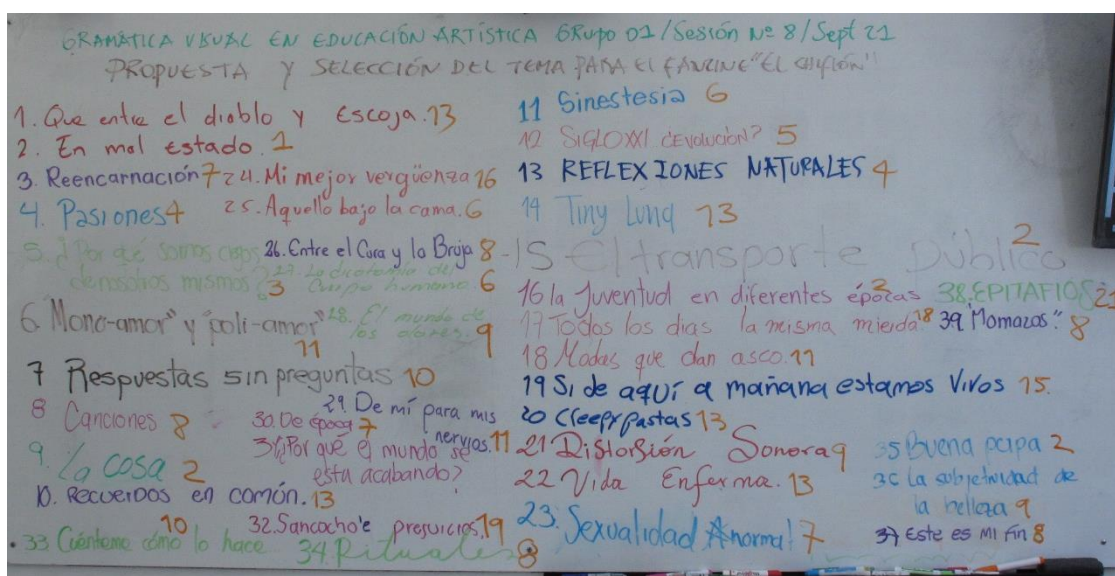 GRAMÁTICA VISUAL EN EDUCACIÓN ARTÍSTICA GRUPO 01/Sesión Nº 8/Sept 21
PROPUESTA Y SELECCIÓN DEL TEMA PARA El FANZINE "EL CHIFLÓN"
1. Que entre el diablo y escoja. 13
2. En mal estado. 1
3. Reencarnación 7
4. Pasiones 4
5. ¿Por qué somos
de nosotros mismos? 3
6 Mono-amor" y "poli-amor"
11
7 Respuestas sin preguntas 10
8 Canciones 8
9. La cosa 2
10. Recuerdos en común. 13
11 Sinestesia 6
12 SIGLO XXI ¿Evolución? 5
13 REFLEXIONES NATURALES 4
14 Tiny Lund 13
15 El transporte público 2
16 la Juventud en diferentes épocas 2
17 Todos los dias la misma mierda 18
18 Modas que dan asco. 11
19 Si de aquí a mañana estamos Vivos 15.
20 Creepypastas 13
21 Distorsión Sonora 9
22 Vida Enferma. 13
23. Sexualidad Anormal 7
24. Mi mejor vergüenza 16
25. Aquello bajo la cama. 6
26. Entre el Cura y la Bruja 8
27. La dicotomía del
Cuerpo humano. 6
28. El mundo de
los olores. 9
29. De mí para mis
nervios. 11
30. De época 7
31. ¿Por qué el mundo se
esta acabando?
32. Sancocho'e prejuicios. 19
33 Cuénteme cómo lo hace 10
34. Rituales 8
35 Buena papa 2
36 La subjetividad de
la belleza 9
37 Este es mi fin 8
38. EPITAFIOS 21
39. "Momazos." 8